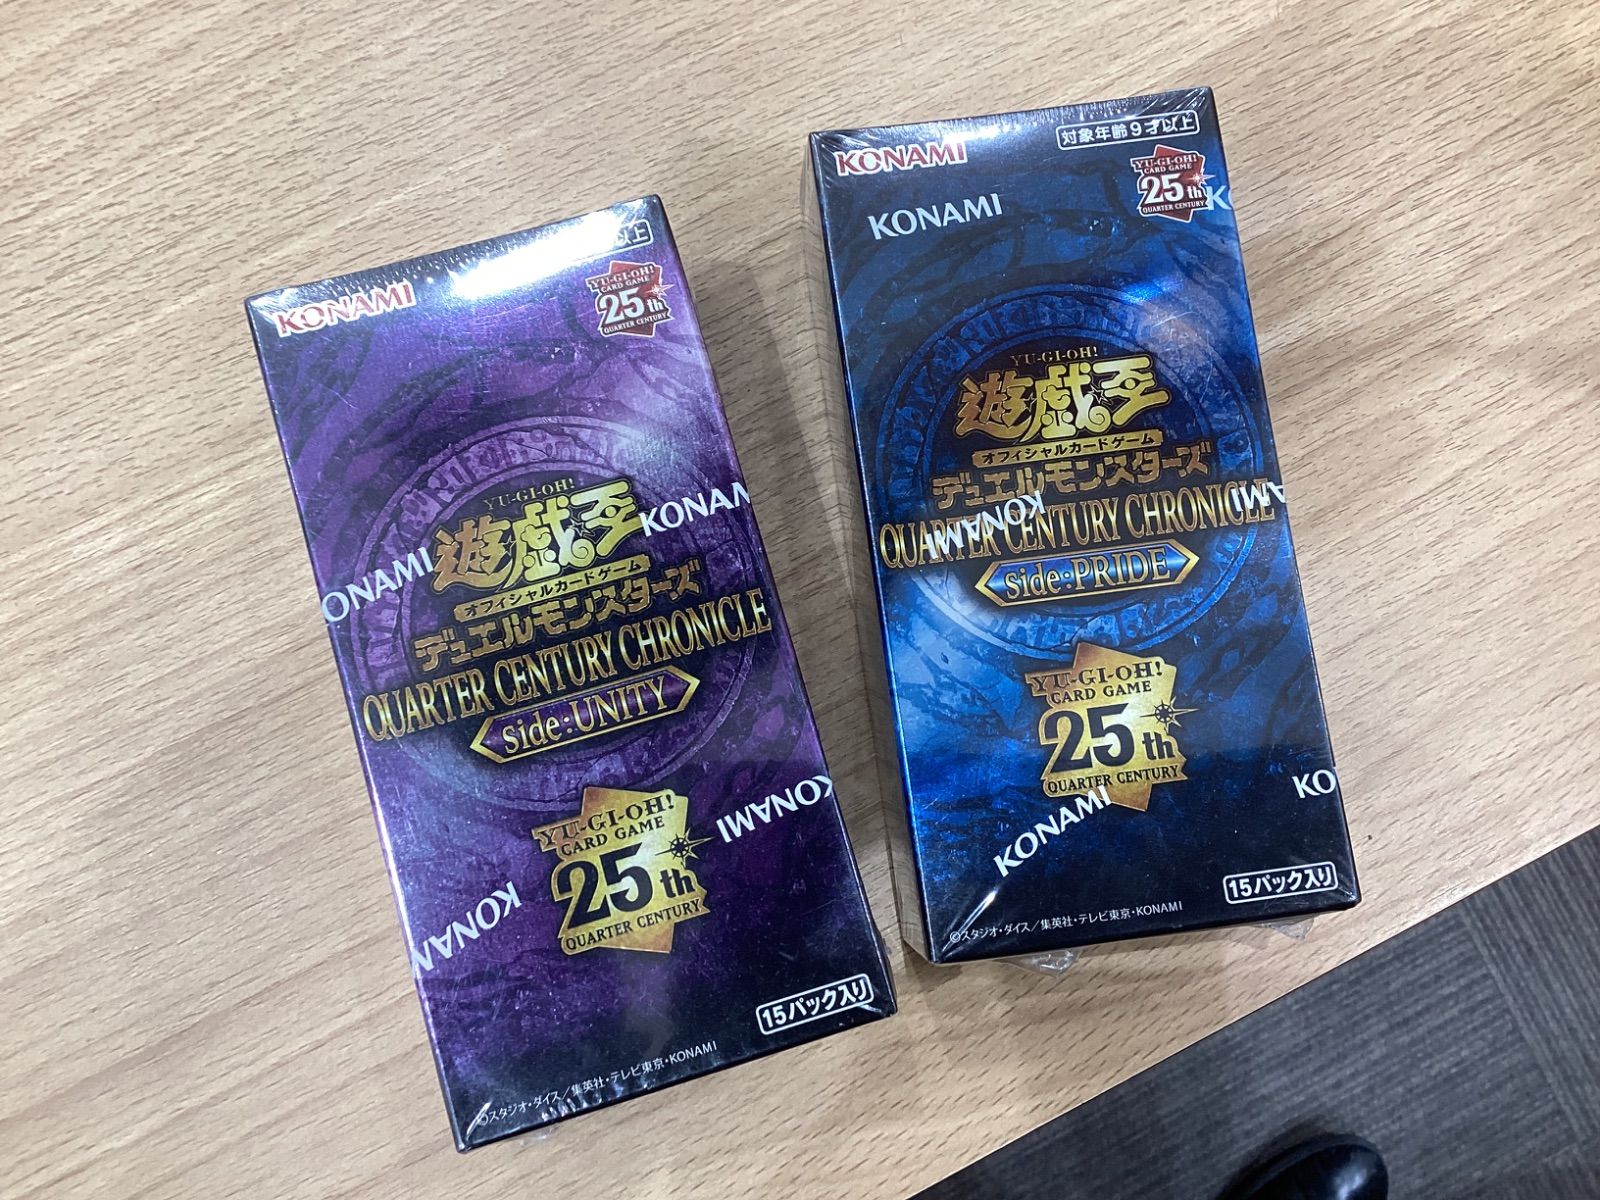 以上
KONAMI
YU-GI-OH!
CARD GAME
25th
QUARTER CENTURY
KONAMI
YU-GI-OH!
遊戯王
KONAMI
オフィシャルカードゲーム
デュエルモンスターズ
QUARTER CENTURY CHRONICLE
side:UNITY
KONAMI
YU-GI-OH!
CARD GAME
25th
QUARTER CENTURY
KONAMI
15パック入り
©スタジオ・ダイス/集英社・テレビ東京・KONAMI
対象年齢9才以上
KONAMI
YU-GI-OH!
CARD GAME
25th
QUARTER CENTURY
KONAMI
YU-GI-OH!
遊戯王
オフィシャルカードゲーム
デュエルモンスターズ
KONAMI
QUARTER CENTURY CHRONICLE
side:PRIDE
YU-GI-OH!
CARD GAME
25th
QUARTER CENTURY
KONAMI
15パック入り
©スタジオ・ダイス/集英社・テレビ東京・KONAMI